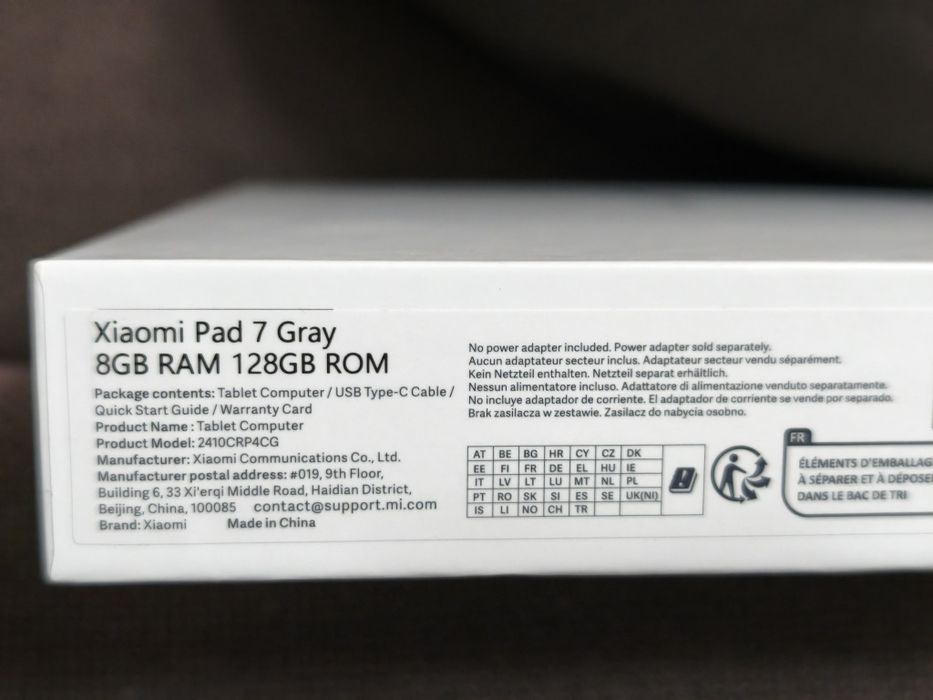 Xiaomi Pad 7 Gray
8GB RAM 128GB ROM
Package contents: Tablet Computer / USB Type-C Cable /
Quick Start Guide / Warranty Card
Product Name : Tablet Computer
Product Model: 2410CRP4CG
Manufacturer: Xiaomi Communications Co., Ltd.
Manufacturer postal address: #019, 9th Floor,
Building 6, 33 Xi'erqi Middle Road, Haidian District,
Beijing, China, 100085 contact@support.mi.com
Brand: Xiaomi Made in China
No power adapter included. Power adapter sold separately.
Aucun adaptateur secteur inclus. Adaptateur secteur vendu séparément.
Kein Netzteil enthalten. Netzteil separat erhältlich.
Nessun alimentatore incluso. Adattatore di alimentazione venduto separatamente.
No incluye adaptador de corriente. El adaptador de corriente se vende por separado.
Brak zasilacza w zestawie. Zasilacz do nabycia osobno.
AT BE BG HR CY CZ DK
EE FI FR DE EL HU IE
IT LV LT LU MT NL PL
PT RO SK SI ES SE UK(NI)
IS LI NO CH TR
FR
ÉLÉMENTS D'EMBALLAG
À SÉPARER ET À DÉPOSE
DANS LE BAC DE TRI